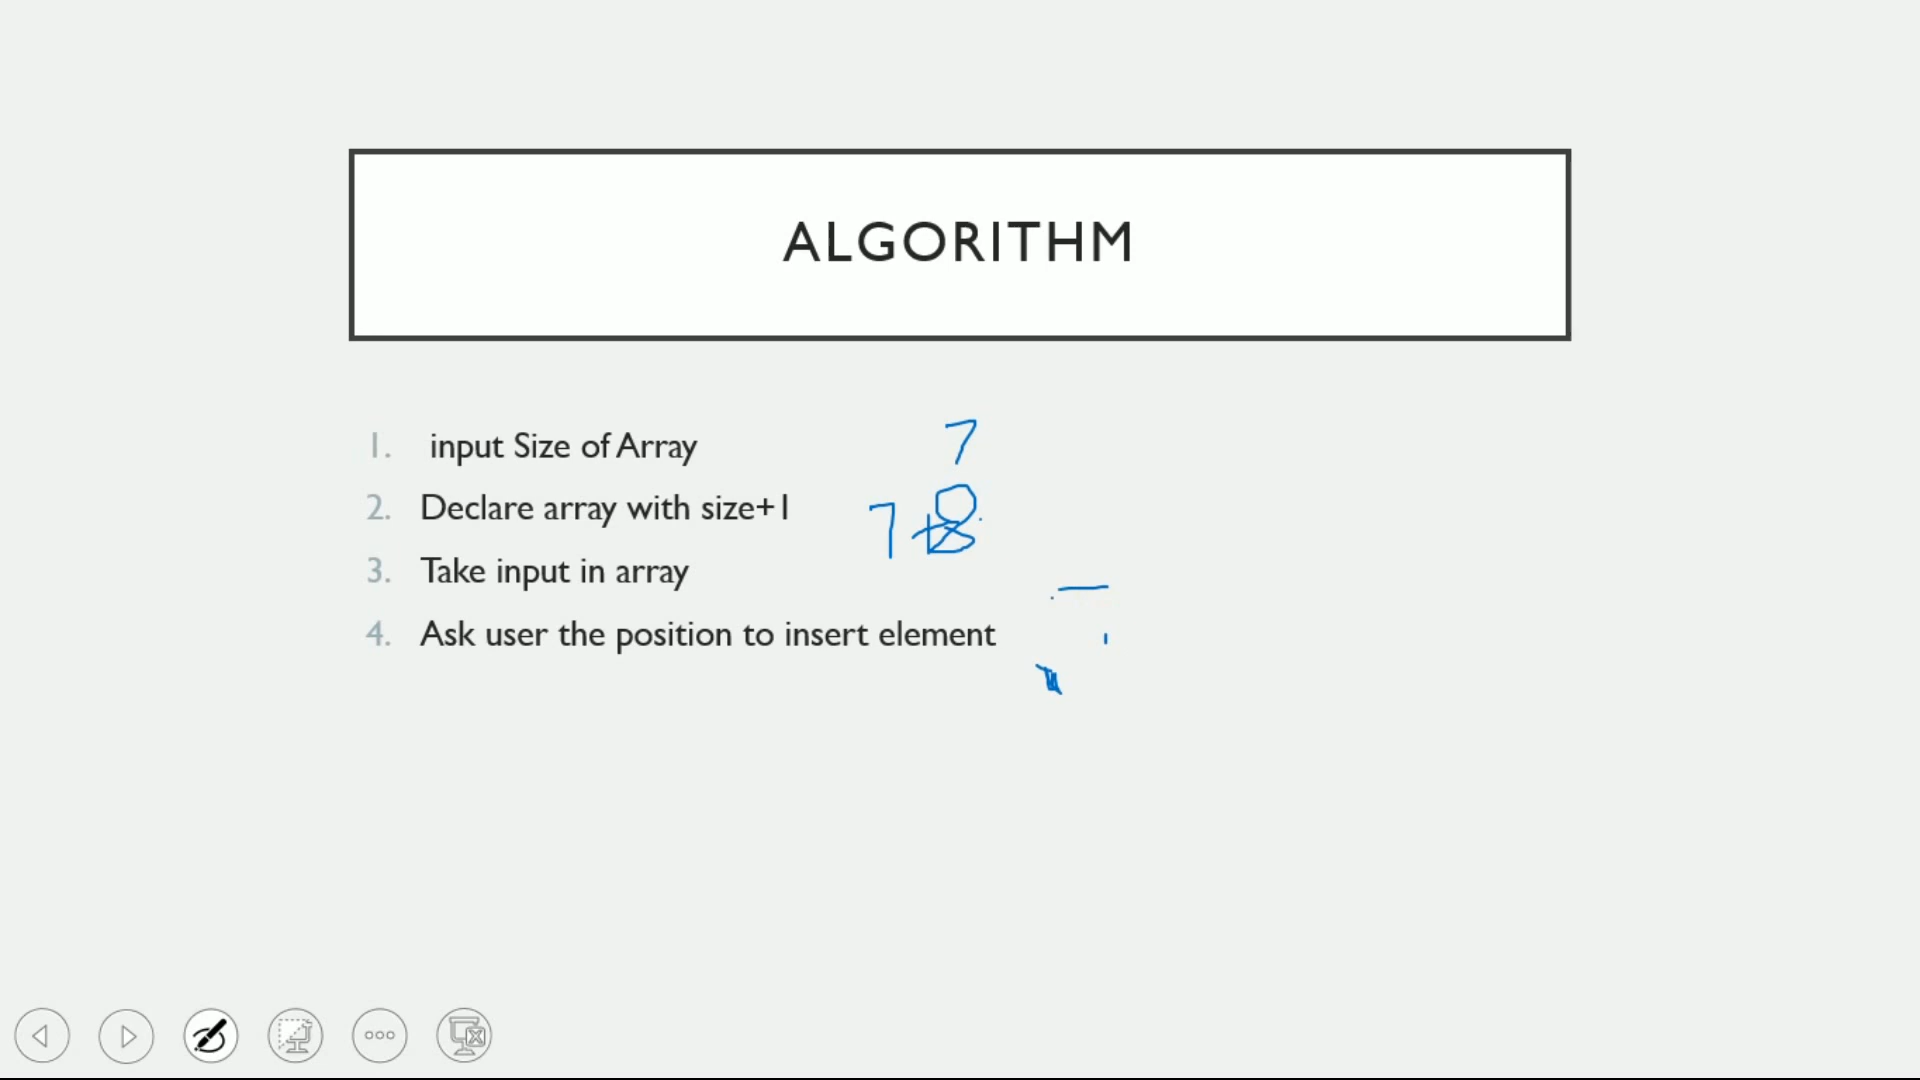 ALGORITHM
1. input Size of Array 7
2. Declare array with size+1 7+8
3. Take input in array
4. Ask user the position to insert element